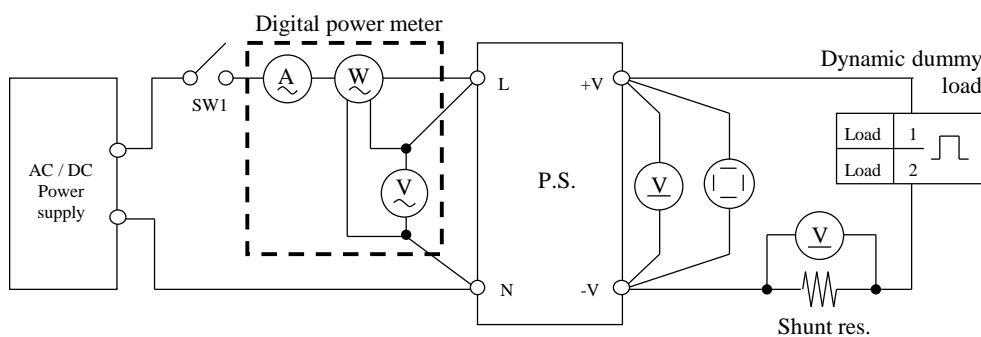 Digital power meter
Dynamic dummy
load
A
W
L
+V
SW1
Load 1
Load 2
AC / DC
Power
supply
V
P.S.
V
V
N
-V
Shunt res.